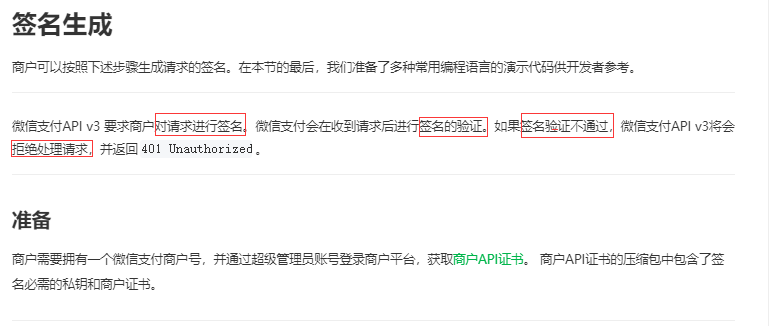 签名生成
商户可以按照下述步骤生成请求的签名。在本节的最后，我们准备了多种常用编程语言的演示代码供开发者参考。
微信支付API v3 要求商户对请求进行签名。微信支付会在收到请求后进行签名的验证。如果签名验证不通过，微信支付API v3将会
拒绝处理请求，并返回 401 Unauthorized 。
准备
商户需要拥有一个微信支付商户号，并通过超级管理员账号登录商户平台，获取商户API证书。 商户API证书的压缩包中包含了签
名必需的私钥和商户证书。